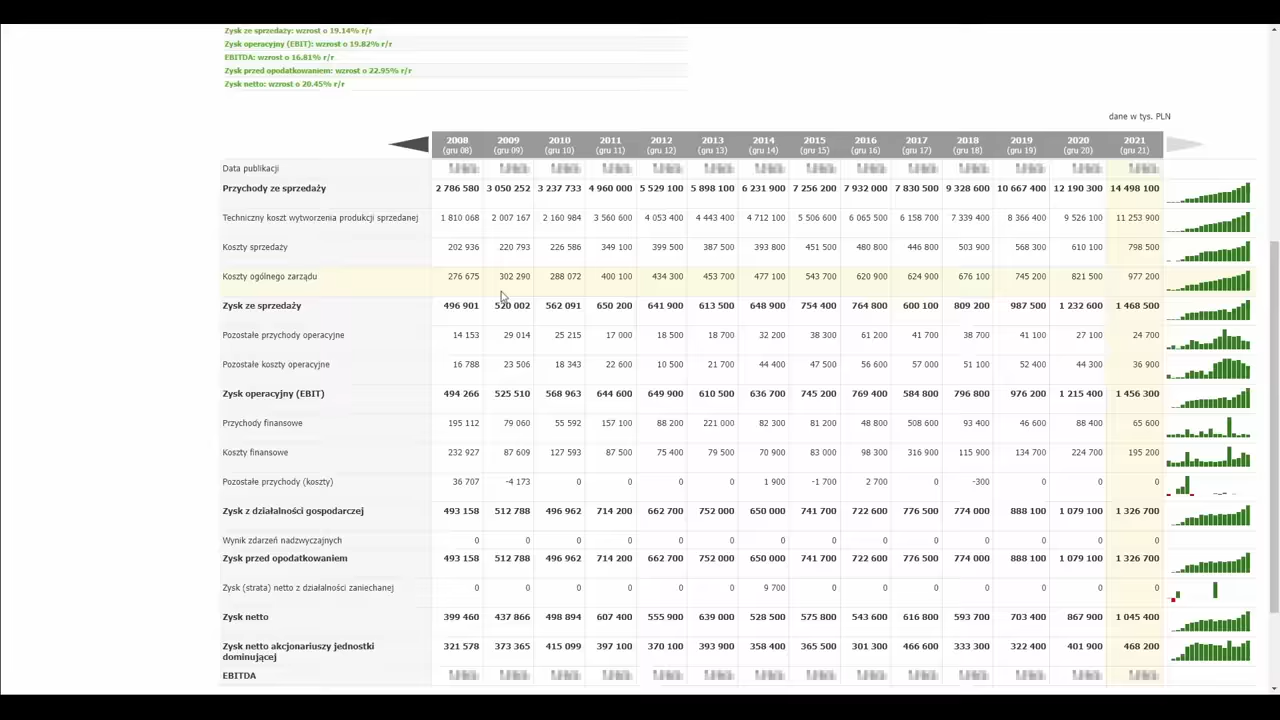 Zysk ze sprzedaży: wzrost o 19.14% r/r
Zysk operacyjny (EBIT): wzrost o 19.82% r/r
EBITDA: wzrost o 16.81% r/r
Zysk przed opodatkowaniem: wzrost o 22.95% r/r
Zysk netto: wzrost o 20.45% r/r
dane w tys. PLN
2008 2009 2010 2011 2012 2013 2014 2015 2016 2017 2018 2019 2020 2021
(gru 08) (gru 09) (gru 10) (gru 11) (gru 12) (gru 13) (gru 14) (gru 15) (gru 16) (gru 17) (gru 18) (gru 19) (gru 20) (gru 21)
Data publikacji
Przychody ze sprzedaży 2 786 580 3 050 252 3 237 733 4 960 000 5 529 100 5 898 100 6 231 900 7 256 200 7 932 000 7 830 500 9 328 600 10 667 400 12 190 300 14 498 100
Techniczny koszt wytworzenia produkcji sprzedanej 1 810 068 2 007 167 2 160 984 3 560 600 4 053 400 4 443 400 4 712 100 5 506 600 6 065 500 6 158 700 7 339 400 8 366 400 9 526 100 11 253 900
Koszty sprzedaży 202 936 220 793 226 586 349 100 399 500 387 500 393 800 451 500 480 800 446 800 503 900 568 300 610 100 798 500
Koszty ogólnego zarządu 276 675 302 290 288 072 400 100 434 300 453 700 477 100 543 700 620 900 624 900 676 100 745 200 821 500 977 200
Zysk ze sprzedaży 496 901 520 002 562 091 650 200 641 900 613 500 648 900 754 400 764 800 600 100 809 200 987 500 1 232 600 1 468 500
Pozostałe przychody operacyjne 14 153 29 014 25 215 17 000 18 500 18 700 32 200 38 300 61 200 41 700 38 700 41 100 27 100 24 700
Pozostałe koszty operacyjne 16 788 23 506 18 343 22 600 10 500 21 700 44 400 47 500 56 600 57 000 51 100 52 400 44 300 36 900
Zysk operacyjny (EBIT) 494 266 525 510 568 963 644 600 649 900 610 500 636 700 745 200 769 400 584 800 796 800 976 200 1 215 400 1 456 300
Przychody finansowe 195 112 79 060 55 592 157 100 88 200 221 000 82 300 81 200 48 800 508 600 93 400 46 600 88 400 65 600
Koszty finansowe 232 927 87 609 127 593 87 500 75 400 79 500 70 900 83 000 98 300 316 900 115 900 134 700 224 700 195 200
Pozostałe przychody (koszty) 36 707 -4 173 0 0 0 0 1 900 -1 700 2 700 0 -300 0 0 0
Zysk z działalności gospodarczej 493 158 512 788 496 962 714 200 662 700 752 000 650 000 741 700 722 600 776 500 774 000 888 100 1 079 100 1 326 700
Wynik zdarzeń nadzwyczajnych 0 0 0 0 0 0 0 0 0 0 0 0 0 0
Zysk przed opodatkowaniem 493 158 512 788 496 962 714 200 662 700 752 000 650 000 741 700 722 600 776 500 774 000 888 100 1 079 100 1 326 700
Zysk (strata) netto z działalności zaniechanej 0 0 0 0 0 0 9 700 0 0 0 0 0 0 0
Zysk netto 399 460 437 866 498 894 607 400 555 900 639 000 528 500 575 800 543 600 616 800 593 700 703 400 867 900 1 045 400
Zysk netto akcjonariuszy jednostki
dominującej 321 578 373 365 415 099 397 100 370 100 393 900 358 400 365 500 301 300 466 600 333 300 322 400 401 900 468 200
EBITDA